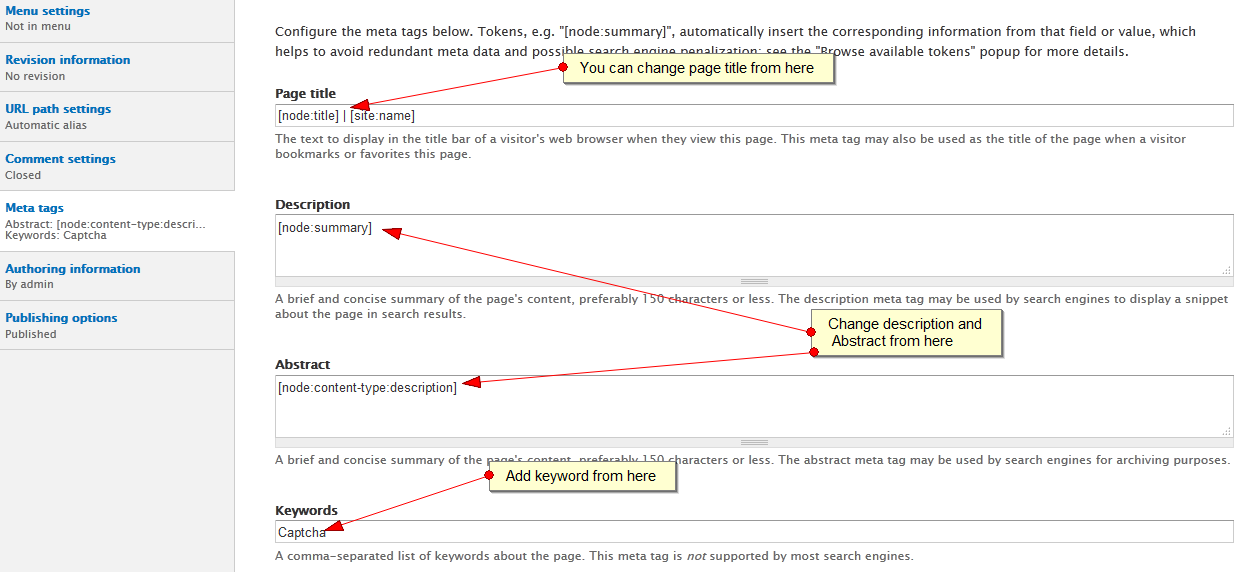 Menu settings
Not in menu
Revision information
No revision
URL path settings
Automatic alias
Comment settings
Closed
Meta tags
Abstract: [node:content-type:descri...
Keywords: Captcha
Authoring information
By admin
Publishing options
Published
Configure the meta tags below. Tokens, e.g. "[node:summary]", automatically insert the corresponding information from that field or value, which
helps to avoid redundant meta data and possible search engine penalization; see the "Browse available tokens" popup for more details.
You can change page title from here
Page title
[node:title] | [site:name]
The text to display in the title bar of a visitor's web browser when they view this page. This meta tag may also be used as the title of the page when a visitor
bookmarks or favorites this page.
Description
[node:summary]
A brief and concise summary of the page's content, preferably 150 characters or less. The description meta tag may be used by search engines to display a snippet
about the page in search results.
Change description and
Abstract from here
Abstract
[node:content-type:description]
A brief and concise summary of the page's content, preferably 150 characters or less. The abstract meta tag may be used by search engines for archiving purposes.
Add keyword from here
Keywords
Captcha
A comma-separated list of keywords about the page. This meta tag is not supported by most search engines.